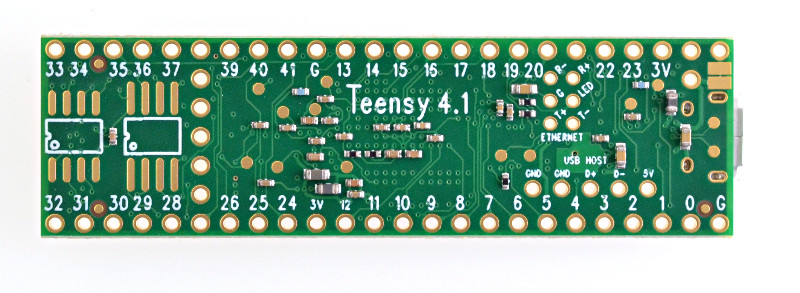 33 34 35 36 37 39 40 41 G 13 14 15 16 17 18 19 20 22 23 3V
R- R+
G LED
T+ T-
Teensy 4.1
ETHERNET
USB HOST
GND GND D+ D- 5V
32 31 30 29 28 26 25 24 3V 12 11 10 9 8 7 6 5 4 3 2 1 0 G